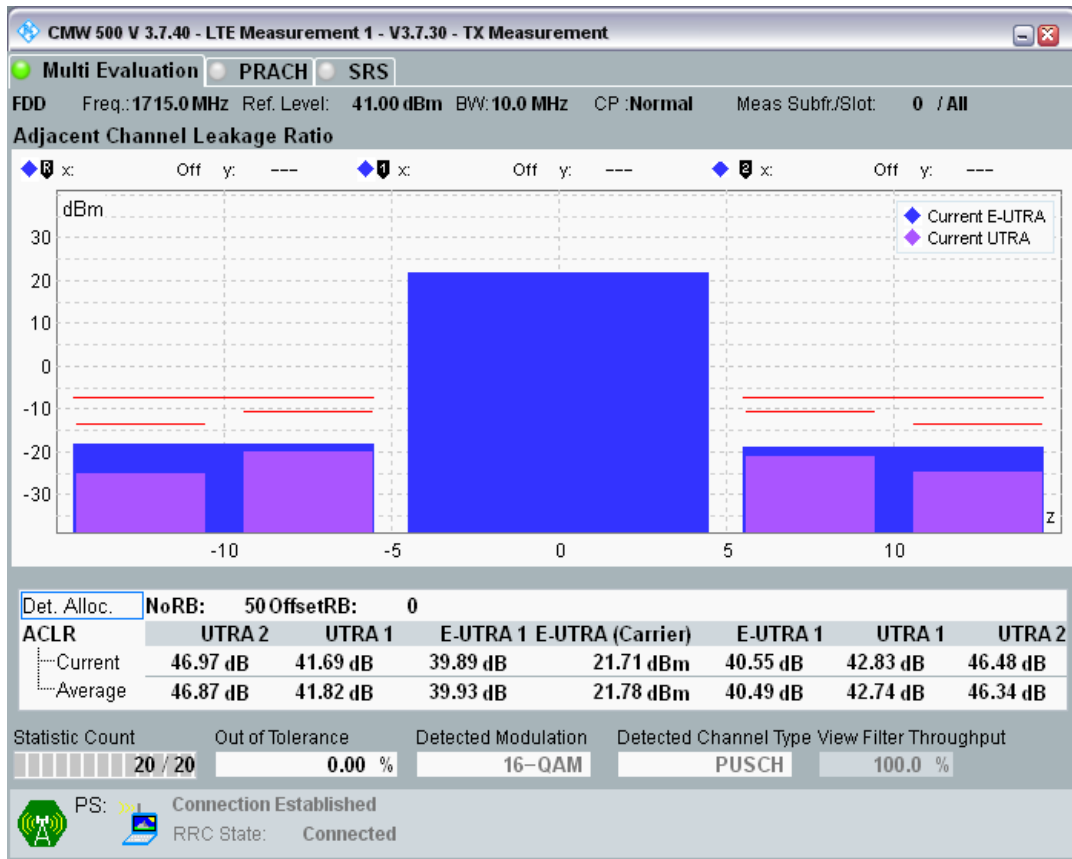 CMW 500 V 3.7.40 - LTE Measurement 1 - V3.7.30 - TX Measurement
Multi Evaluation PRACH SRS
FDD Freq.: 1715.0 MHz Ref. Level: 41.00 dBm BW: 10.0 MHz CP :Normal Meas Subfr./Slot: 0 / All
Adjacent Channel Leakage Ratio
R x: Off y: --- 1 x: Off y: --- 2 x: Off y: ---
dBm
Current E-UTRA
Current UTRA
30
20
10
0
-10
-20
-30
z
-10 -5 0 5 10
Det. Alloc. NoRB: 50 OffsetRB: 0
ACLR UTRA 2 UTRA 1 E-UTRA 1 E-UTRA (Carrier) E-UTRA 1 UTRA 1 UTRA 2
Current 46.97 dB 41.69 dB 39.89 dB 21.71 dBm 40.55 dB 42.83 dB 46.48 dB
Average 46.87 dB 41.82 dB 39.93 dB 21.78 dBm 40.49 dB 42.74 dB 46.34 dB
Statistic Count Out of Tolerance Detected Modulation Detected Channel Type View Filter Throughput
20 / 20 0.00 % 16-QAM PUSCH 100.0 %
PS: Connection Established
RRC State: Connected